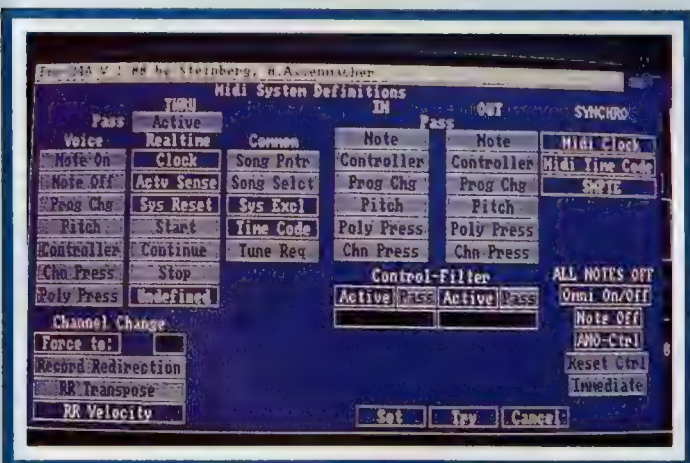 Pro 24A V 1 by Steinberg,
Midi System Definitions
THRU
Pass
Active
Voice
Note On
Note Off
Prog Chg
Pitch
Controller
Chn Press
Poly Press
Realtime
Clock
Actv Sense
Sys Reset
Start
Continue
Stop
Undefined
Common
Song Pntr
Song Selct
Sys Excl
Time Code
Tune Req
IN
OUT
Pass
Note
Controller
Prog Chg
Pitch
Poly Press
Chn Press
Note
Controller
Prog Chg
Pitch
Poly Press
Chn Press
SYNCHRO
Midi Clock
Midi Time Code
SMPTE
Control-Filter
Active Pass Active Pass
ALL NOTES OFF
Omni On/Off
Note Off
ANO-Ctrl
Reset Ctrl
Immediate
Channel Change
Force to:
Record Redirection
RR Transpose
RR Velocity
Set Try Cancel